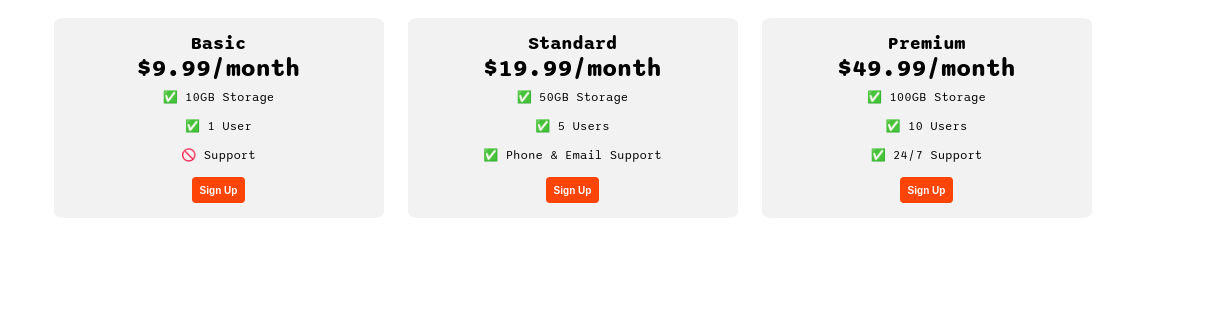 Basic
$9.99/month
✅ 10GB Storage
✅ 1 User
🚫 Support
Sign Up
Standard
$19.99/month
✅ 50GB Storage
✅ 5 Users
✅ Phone & Email Support
Sign Up
Premium
$49.99/month
✅ 100GB Storage
✅ 10 Users
✅ 24/7 Support
Sign Up